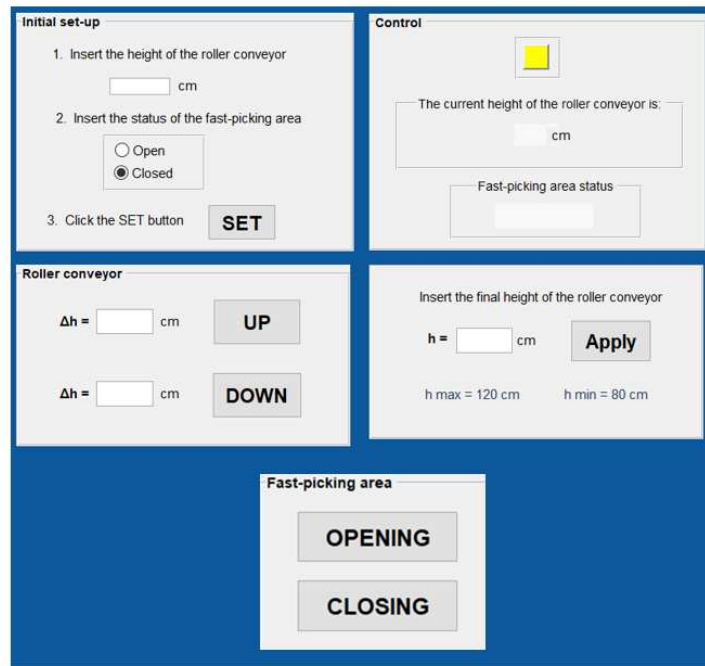 Initial set-up
1. Insert the height of the roller conveyor
cm
2. Insert the status of the fast-picking area
Open
Closed
3. Click the SET button
SET
Control
The current height of the roller conveyor is:
cm
Fast-picking area status
Roller conveyor
Δh = cm
UP
Δh = cm
DOWN
Insert the final height of the roller conveyor
h = cm
Apply
h max = 120 cm h min = 80 cm
Fast-picking area
OPENING
CLOSING